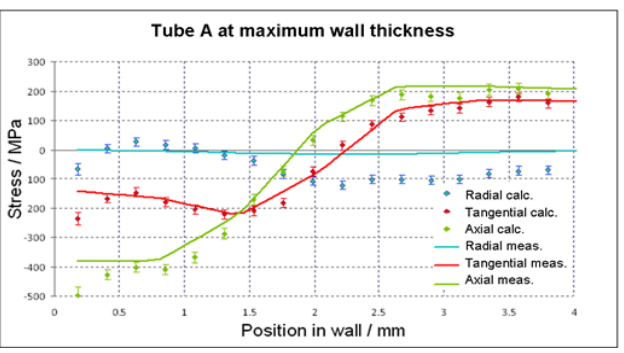 Tube A at maximum wall thickness
Stress / MPa
300
200
100
0
-100
-200
-300
-400
-500
0
0.5
1
1.5
2
2.5
3
3.5
4
Position in wall / mm
Radial calc.
Tangential calc.
Axial calc.
Radial meas.
Tangential meas.
Axial meas.